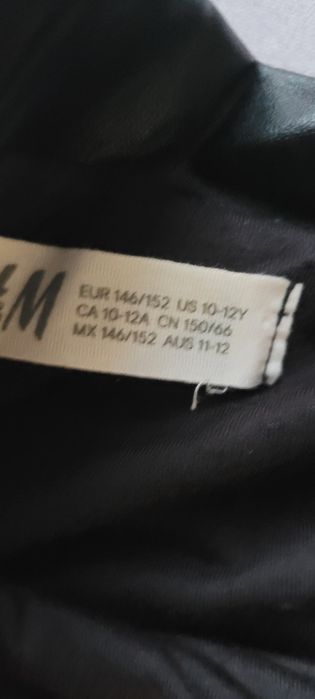 H&M
EUR 146/152 US 10-12Y
CA 10-12A CN 150/66
MX 146/152 AUS 11-12